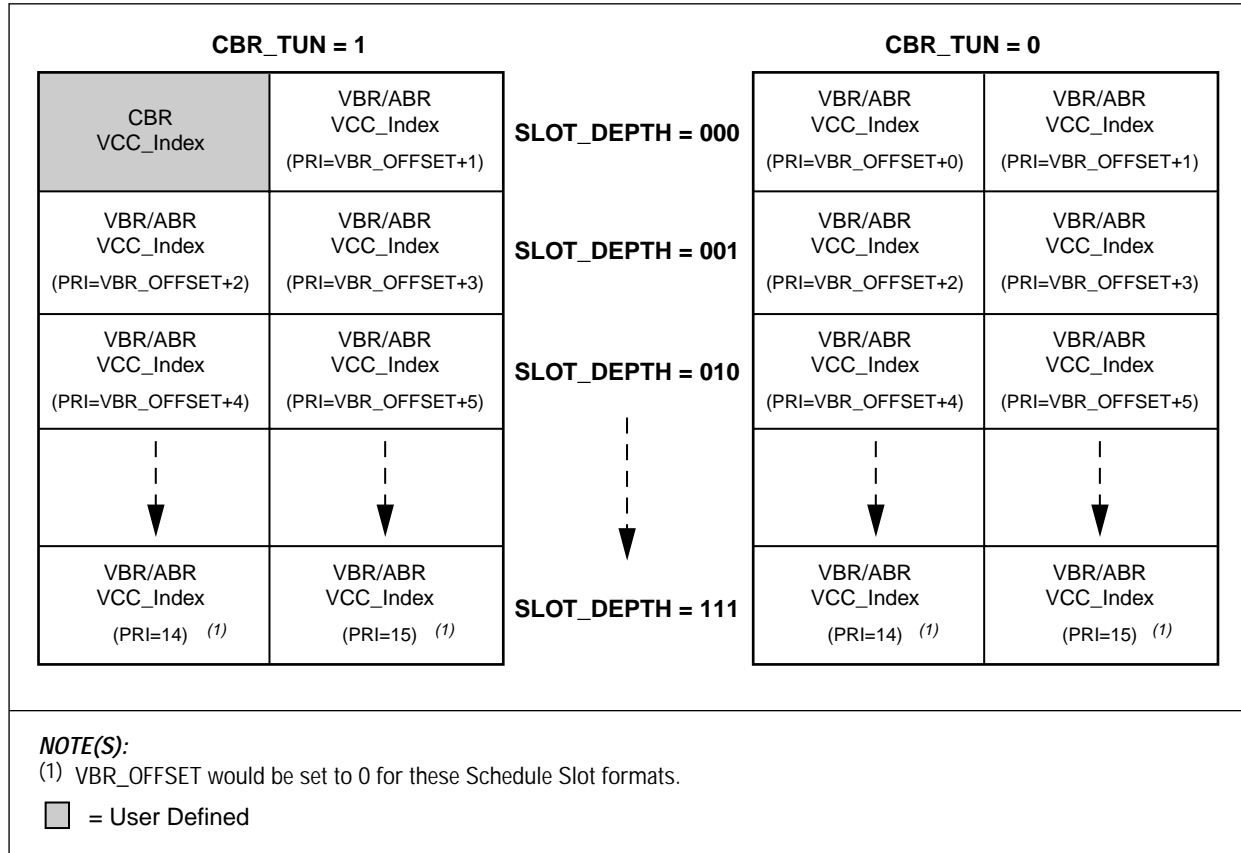 CBR_TUN = 1
CBR_TUN = 0
CBR
VCC_Index
VBR/ABR
VCC_Index
(PRI=VBR_OFFSET+1)
SLOT_DEPTH = 000
VBR/ABR
VCC_Index
(PRI=VBR_OFFSET+0)
VBR/ABR
VCC_Index
(PRI=VBR_OFFSET+1)
VBR/ABR
VCC_Index
(PRI=VBR_OFFSET+2)
VBR/ABR
VCC_Index
(PRI=VBR_OFFSET+3)
SLOT_DEPTH = 001
VBR/ABR
VCC_Index
(PRI=VBR_OFFSET+2)
VBR/ABR
VCC_Index
(PRI=VBR_OFFSET+3)
VBR/ABR
VCC_Index
(PRI=VBR_OFFSET+4)
VBR/ABR
VCC_Index
(PRI=VBR_OFFSET+5)
SLOT_DEPTH = 010
VBR/ABR
VCC_Index
(PRI=VBR_OFFSET+4)
VBR/ABR
VCC_Index
(PRI=VBR_OFFSET+5)
VBR/ABR
VCC_Index
(PRI=14) (1)
VBR/ABR
VCC_Index
(PRI=15) (1)
SLOT_DEPTH = 111
VBR/ABR
VCC_Index
(PRI=14) (1)
VBR/ABR
VCC_Index
(PRI=15) (1)
NOTE(S):
(1) VBR_OFFSET would be set to 0 for these Schedule Slot formats.
= User Defined